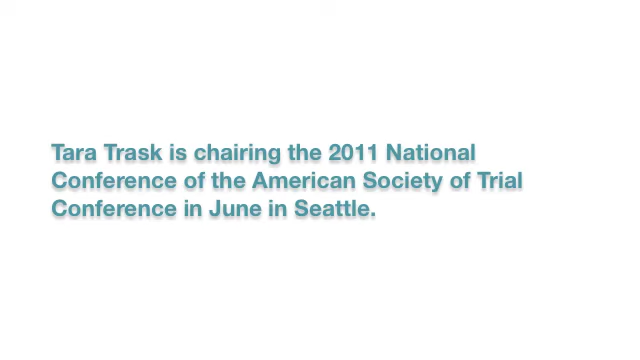 Tara Trask is chairing the 2011 National
Conference of the American Society of Trial
Conference in June in Seattle.